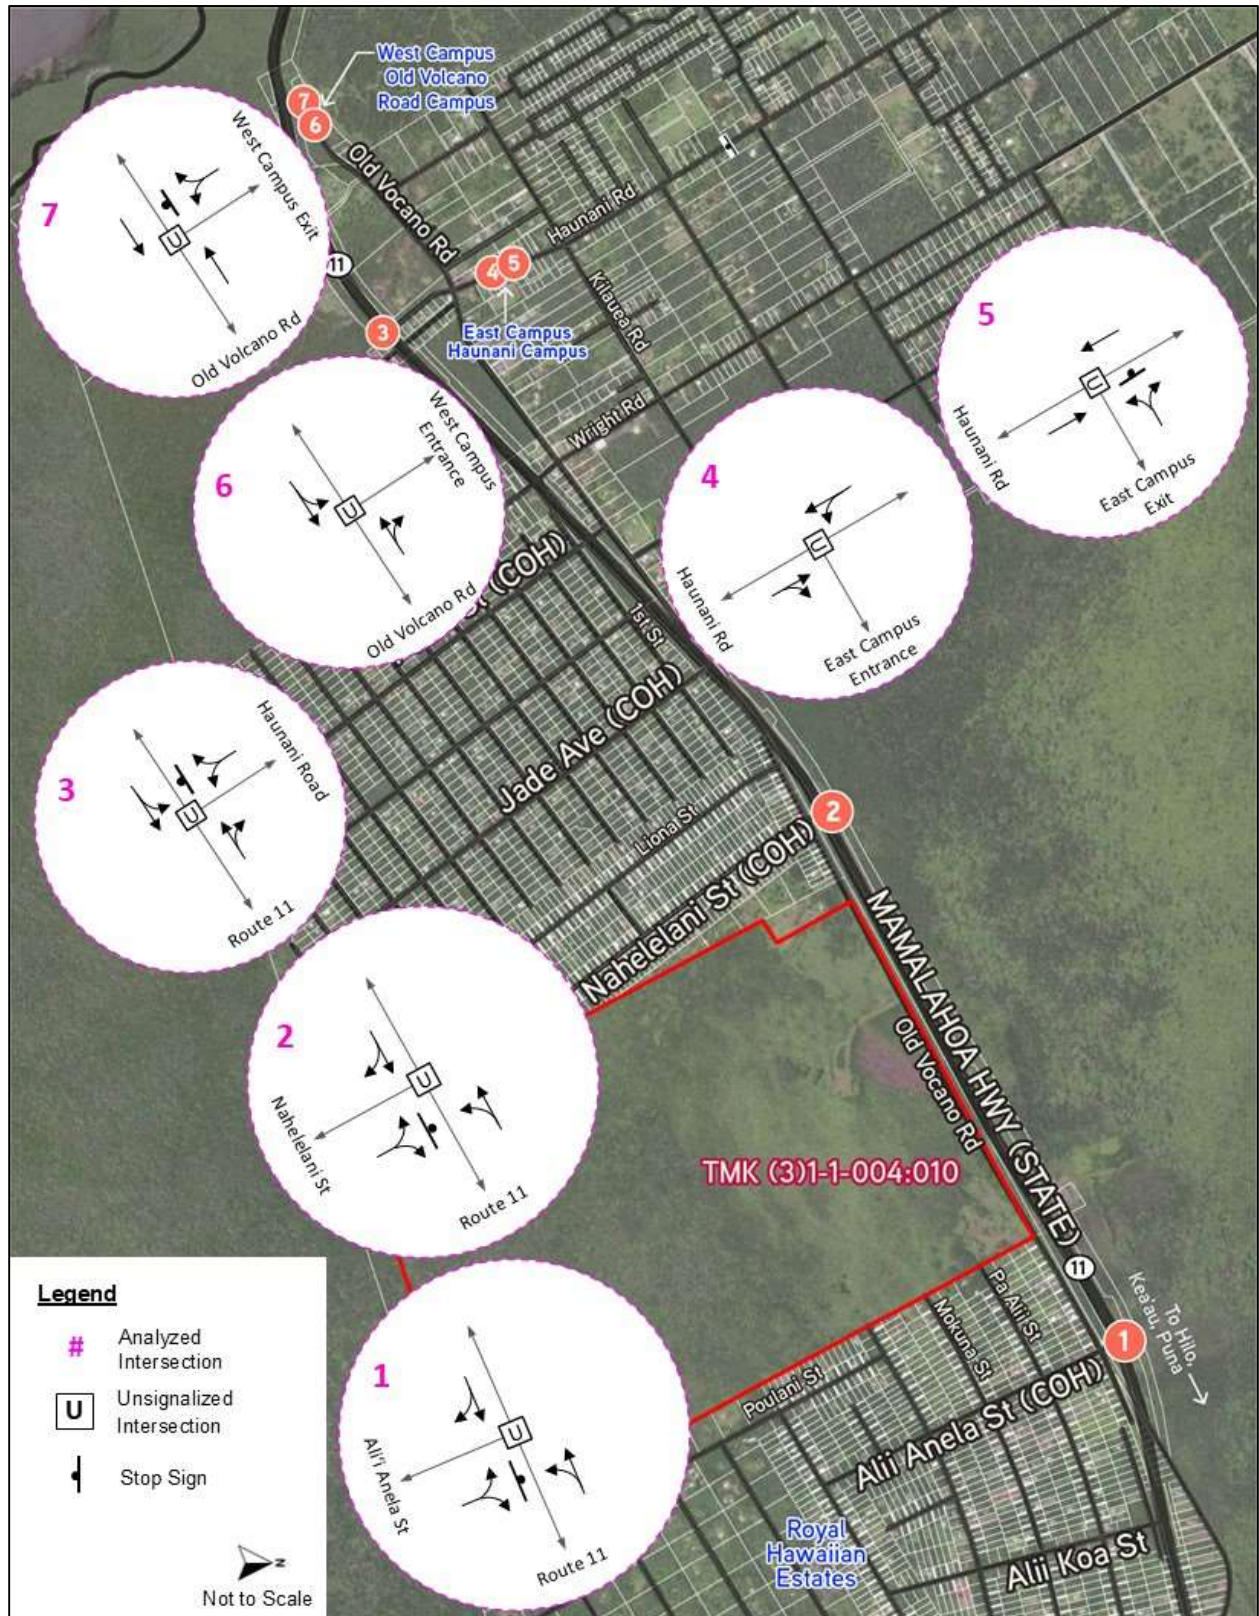 West Campus
Old Volcano
Road Campus
7
6
Old Vocano Rd
Haunani Rd
4
5
East Campus
Haunani Campus
Kilauea Rd
11
3
Wright Rd
7
West Campus Exit
U
Old Volcano Rd
5
U
Haunani Rd
East Campus
Exit
6
West Campus
Entrance
U
Old Volcano Rd
4
U
Haunani Rd
East Campus
Entrance
(COH)
1st St
Jade Ave (COH)
Liona St
2
Nahelelani St (COH)
MAMALAHOA HWY (STATE)
Old Vocano Rd
3
Haunani Road
U
Route 11
2
U
Nahelelani St
Route 11
TMK (3)1-1-004:010
11
To Hilo,
Kea'au, Puna
1
Pa Alii St
Mokuna St
Poulani St
Alii Anela St (COH)
Royal
Hawaiian
Estates
Alii Koa St
1
U
Ali'i Anela St
Route 11
Legend
# Analyzed
Intersection
U Unsignalized
Intersection
Stop Sign
N
Not to Scale